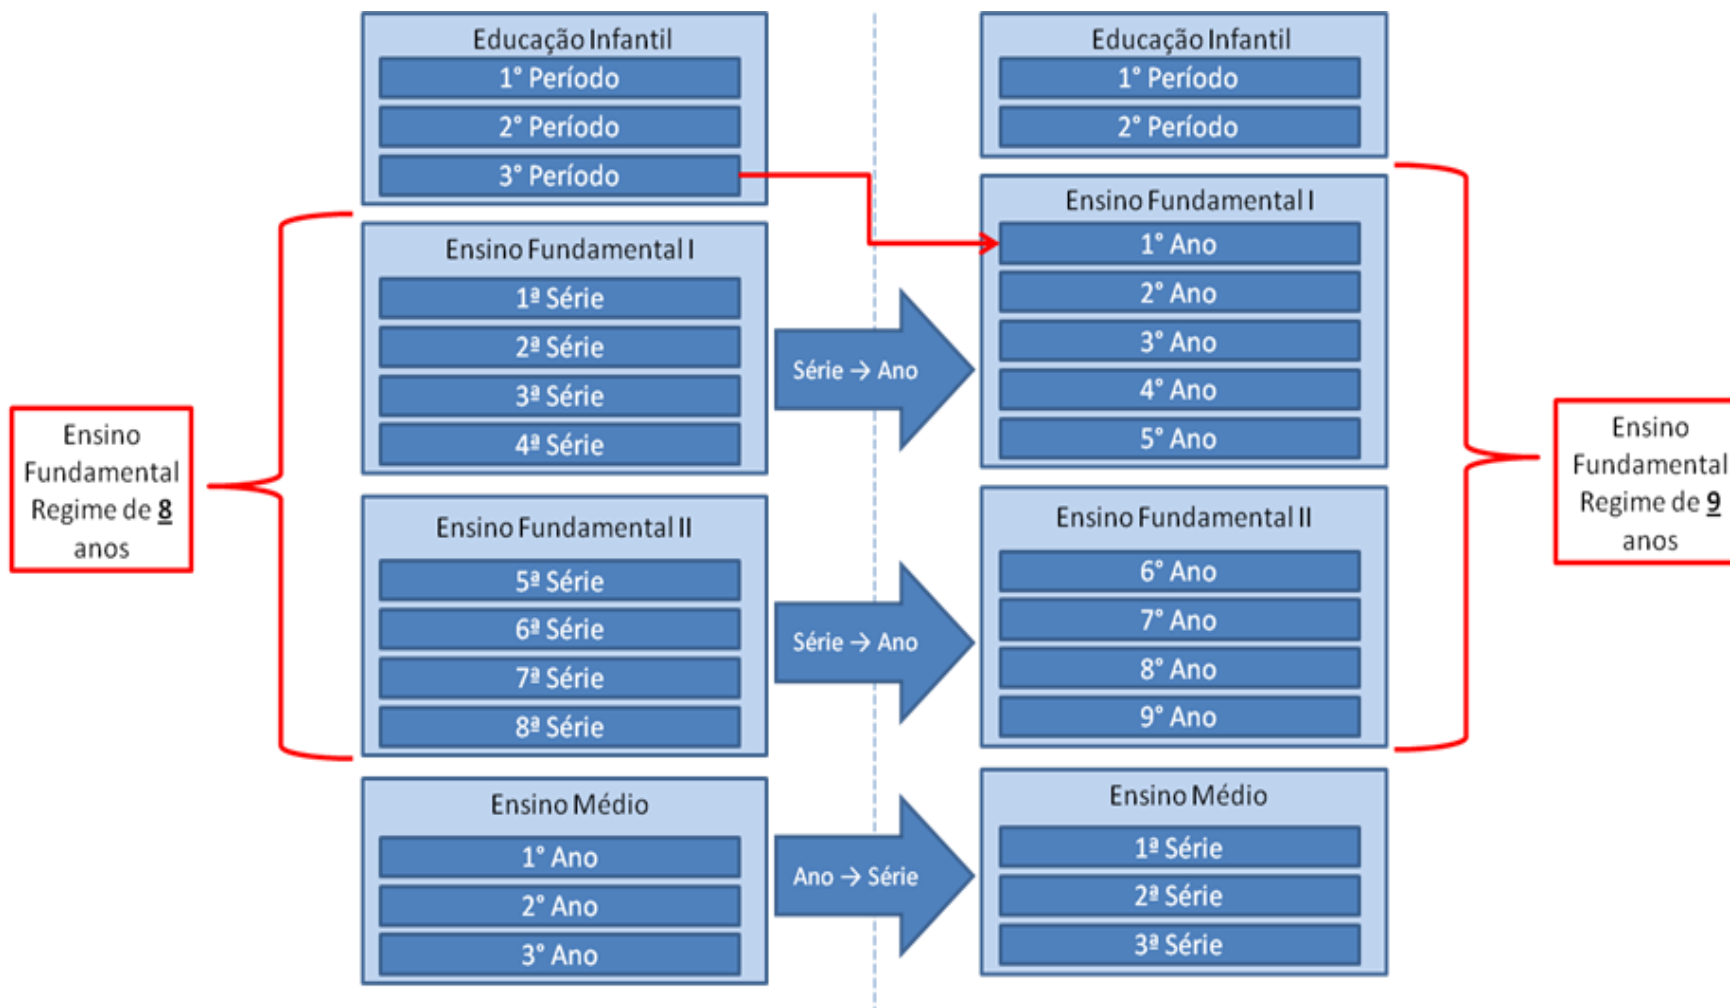 Ensino
Fundamental
Regime de 8
anos
Educação Infantil
1° Período
2° Período
3° Período
Ensino Fundamental I
1ª Série
2ª Série
3ª Série
4ª Série
Ensino Fundamental II
5ª Série
6ª Série
7ª Série
8ª Série
Ensino Médio
1° Ano
2° Ano
3° Ano
Série → Ano
Série → Ano
Ano → Série
Educação Infantil
1° Período
2° Período
Ensino Fundamental I
1° Ano
2° Ano
3° Ano
4° Ano
5° Ano
Ensino Fundamental II
6° Ano
7° Ano
8° Ano
9° Ano
Ensino Médio
1ª Série
2ª Série
3ª Série
Ensino
Fundamental
Regime de 9
anos